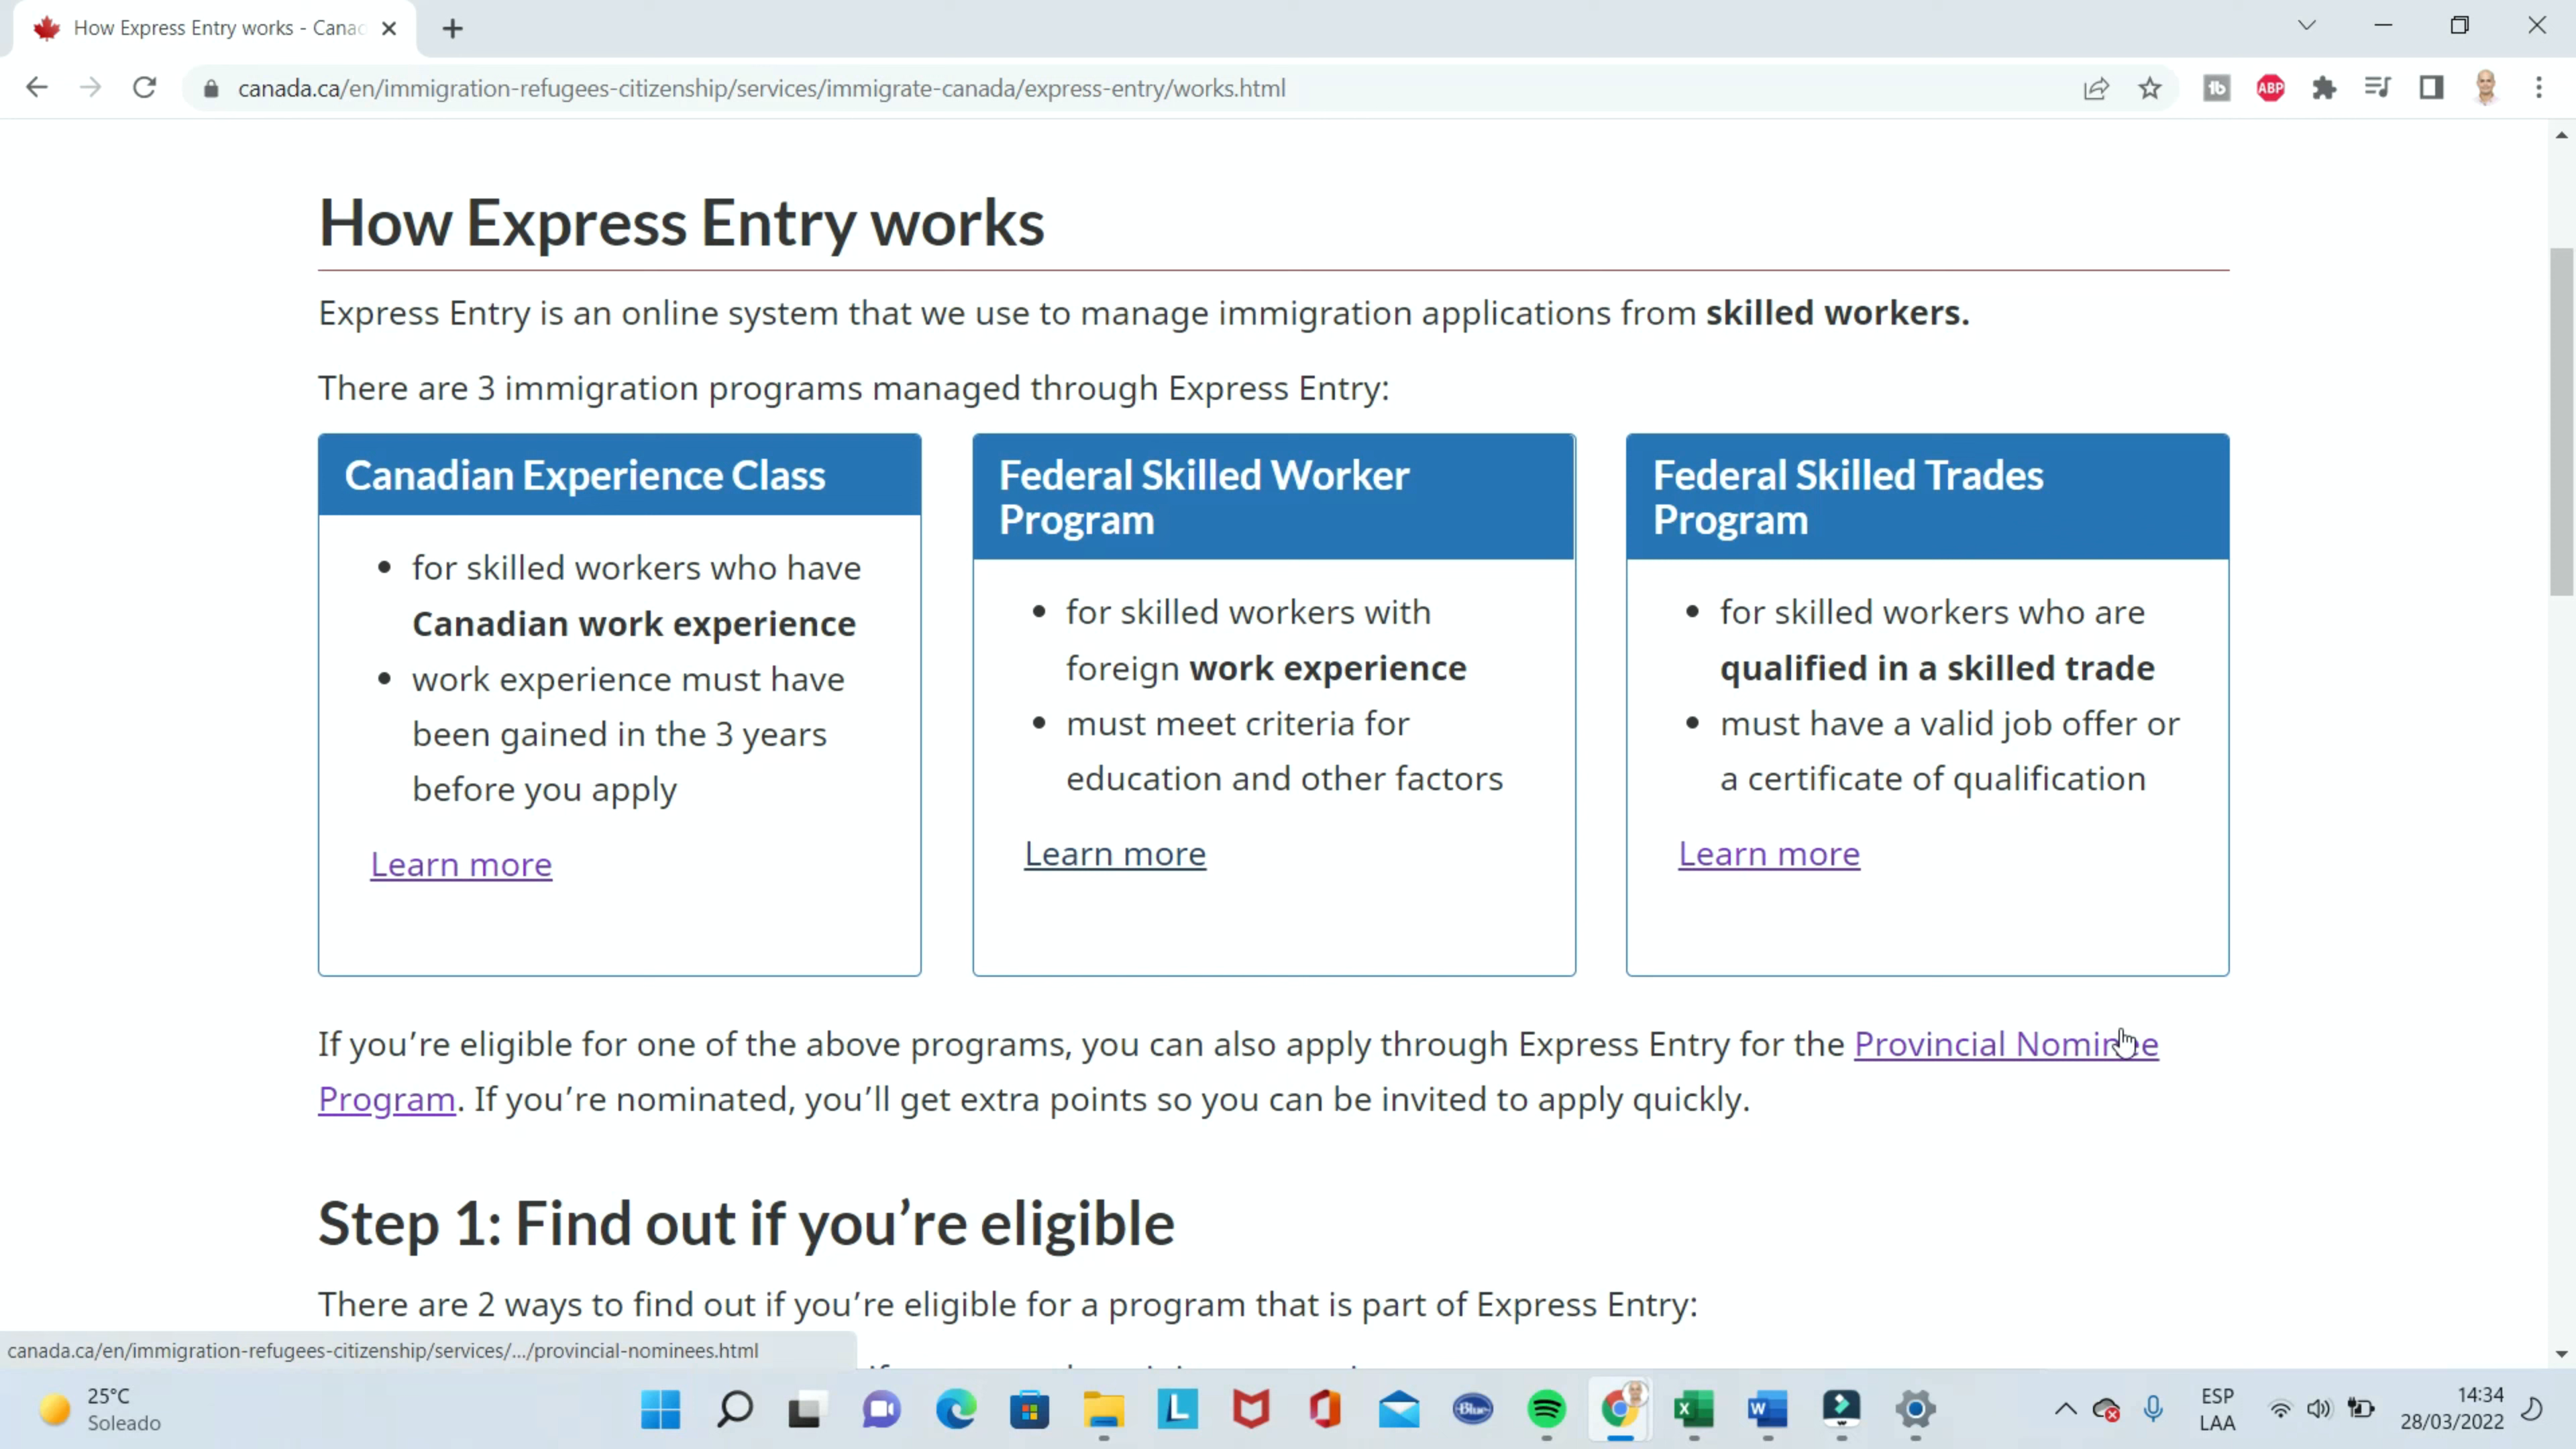 How Express Entry works - Canad
canada.ca/en/immigration-refugees-citizenship/services/immigrate-canada/express-entry/works.html
ABP
How Express Entry works
Express Entry is an online system that we use to manage immigration applications from skilled workers.
There are 3 immigration programs managed through Express Entry:
Canadian Experience Class
for skilled workers who have
Canadian work experience
work experience must have
been gained in the 3 years
before you apply
Learn more
Federal Skilled Worker
Program
for skilled workers with
foreign work experience
must meet criteria for
education and other factors
Learn more
Federal Skilled Trades
Program
for skilled workers who are
qualified in a skilled trade
must have a valid job offer or
a certificate of qualification
Learn more
If you’re eligible for one of the above programs, you can also apply through Express Entry for the Provincial Nominee
Program. If you’re nominated, you’ll get extra points so you can be invited to apply quickly.
Step 1: Find out if you’re eligible
There are 2 ways to find out if you’re eligible for a program that is part of Express Entry:
canada.ca/en/immigration-refugees-citizenship/services/.../provincial-nominees.html
25°C
Soleado
L
Blue
X
W
ESP
LAA
14:34
28/03/2022